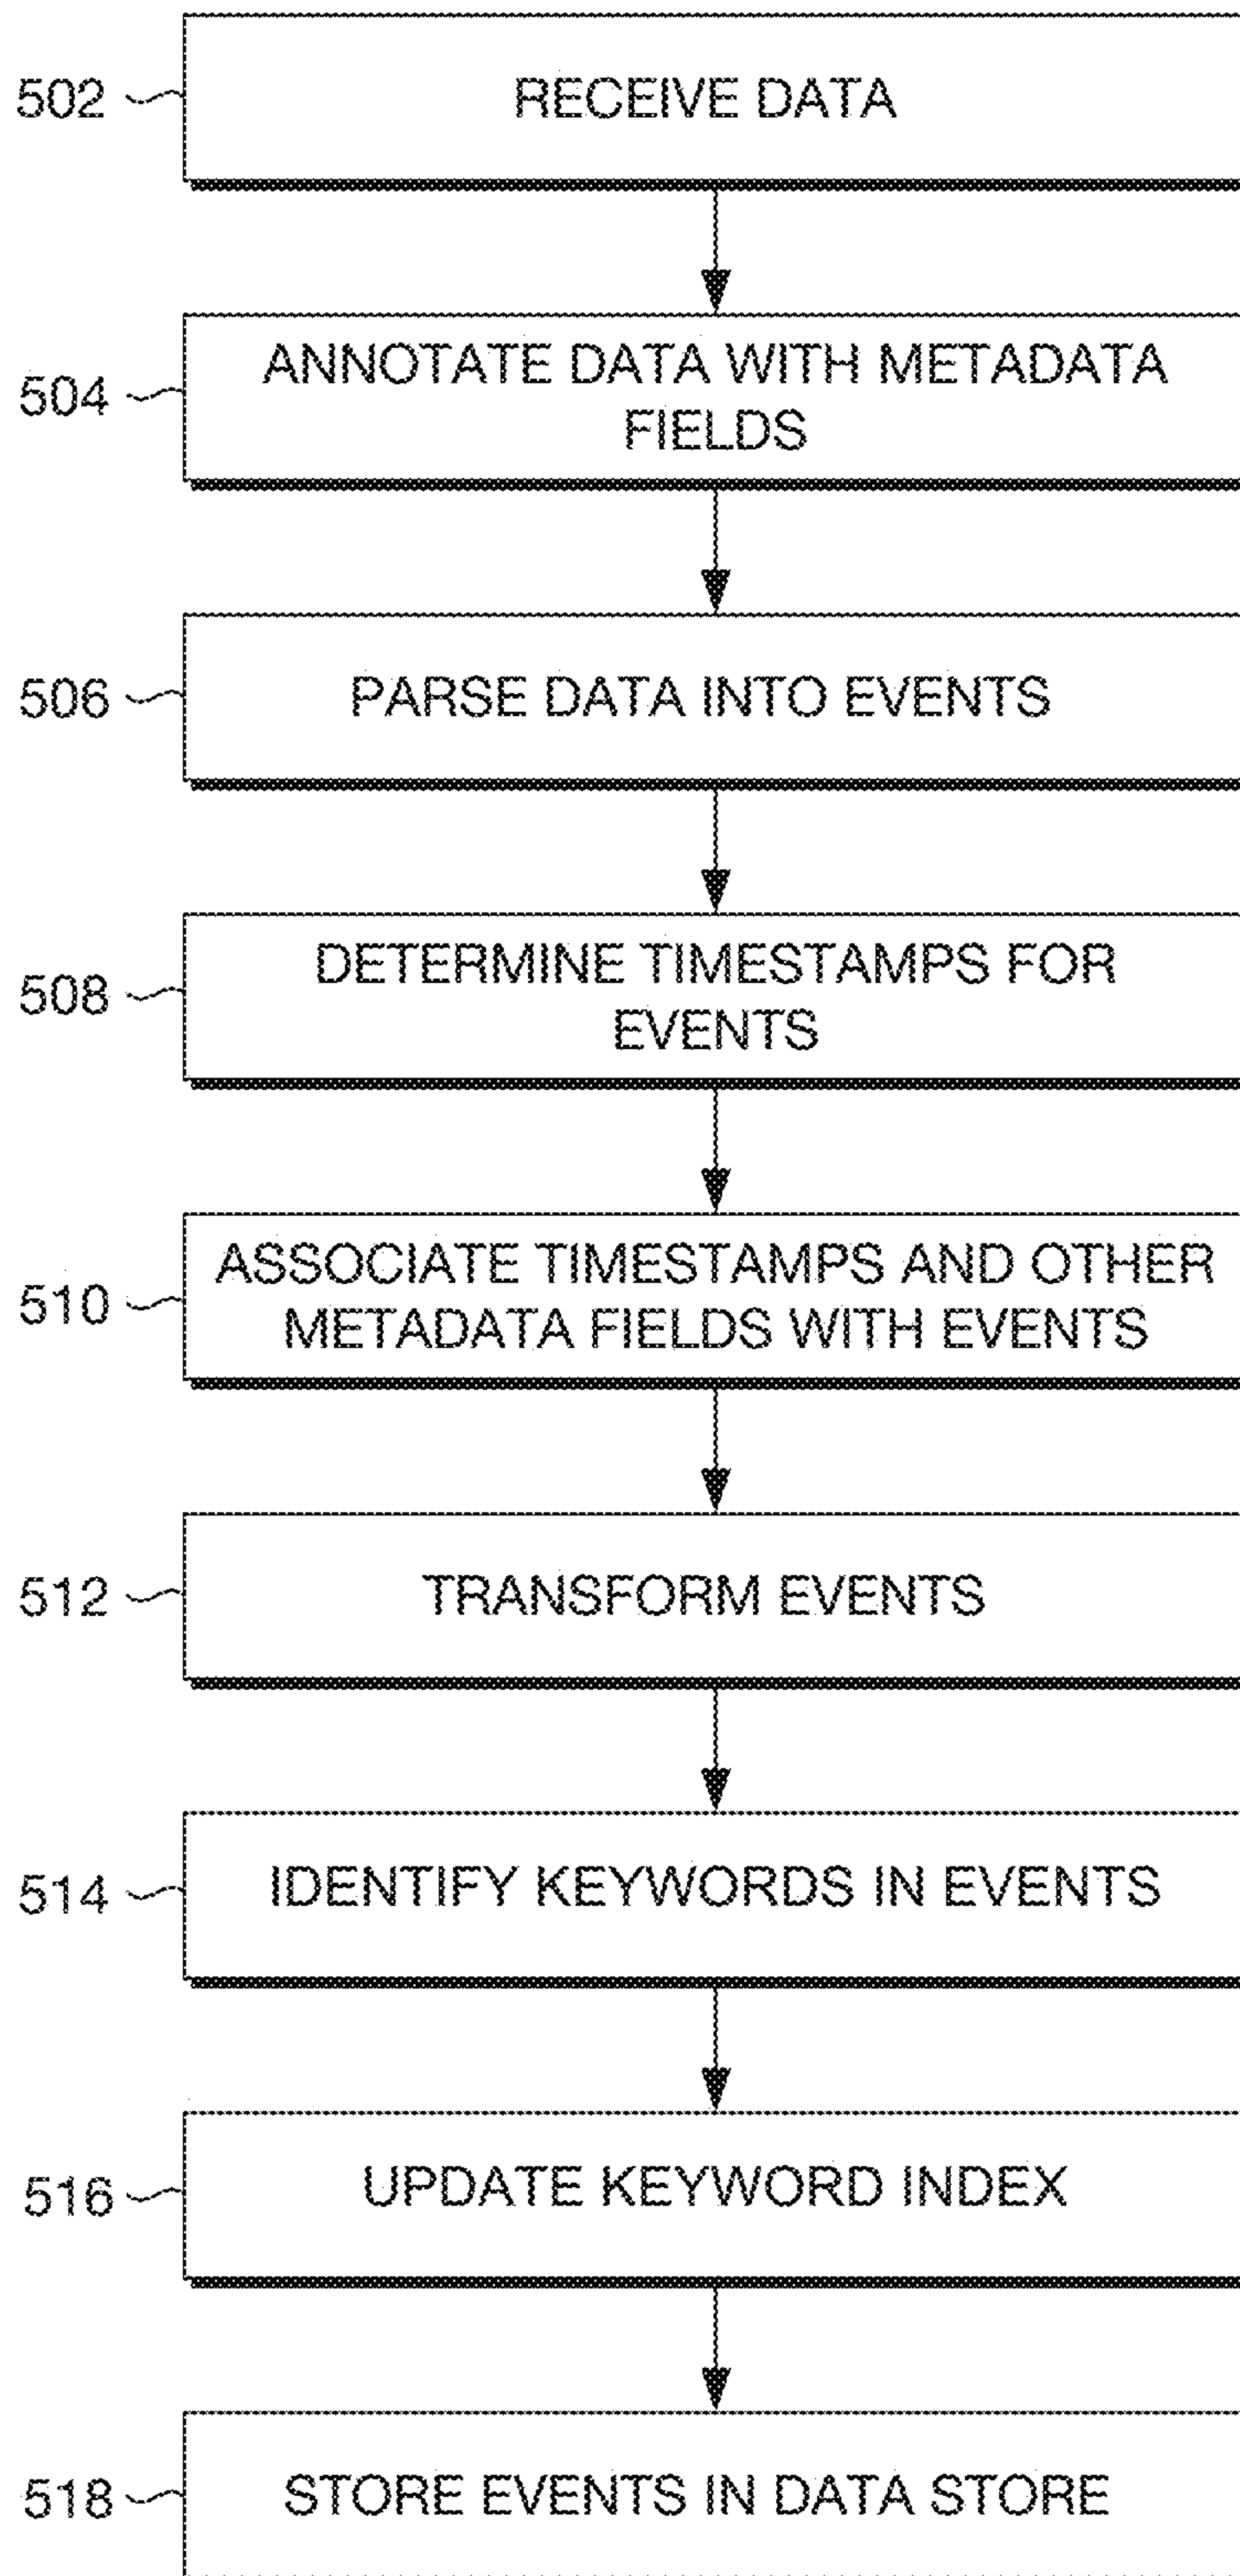 502 RECEIVE DATA
504 ANNOTATE DATA WITH METADATA
FIELDS
506 PARSE DATA INTO EVENTS
508 DETERMINE TIMESTAMPS FOR
EVENTS
510 ASSOCIATE TIMESTAMPS AND OTHER
METADATA FIELDS WITH EVENTS
512 TRANSFORM EVENTS
514 IDENTIFY KEYWORDS IN EVENTS
516 UPDATE KEYWORD INDEX
518 STORE EVENTS IN DATA STORE